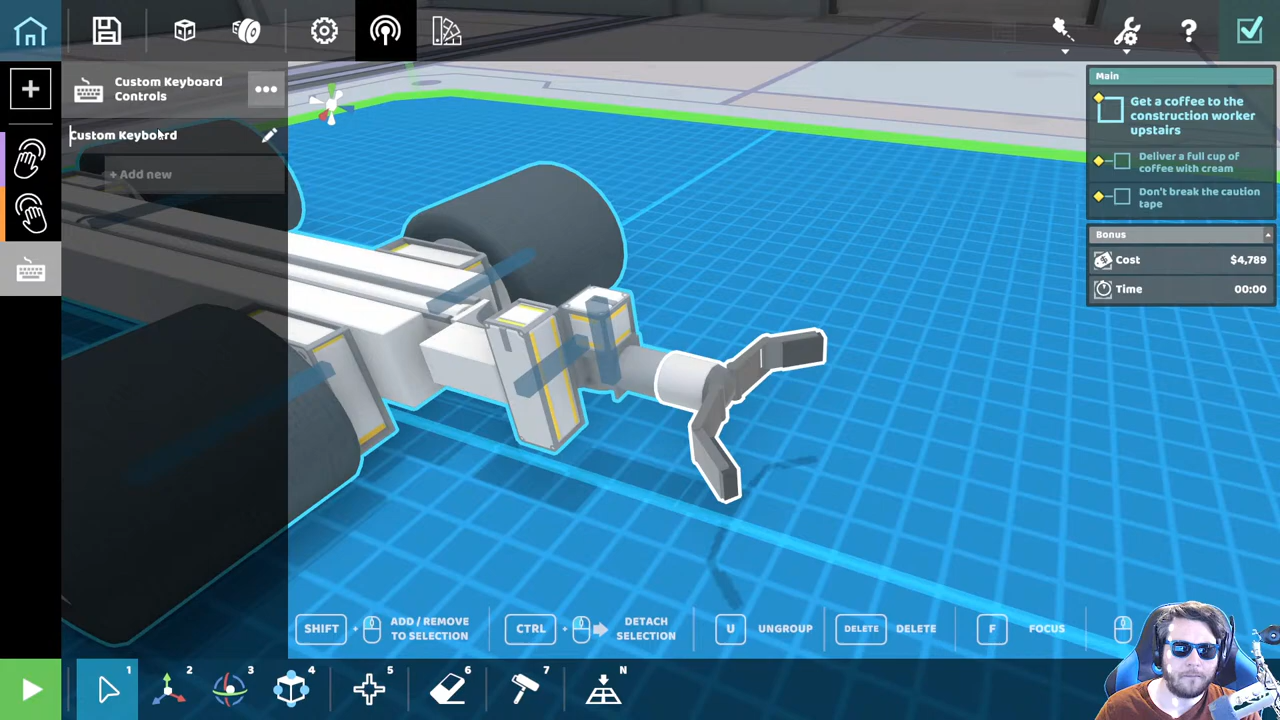 Custom Keyboard
Controls
Custom Keyboard
+ Add new
Main
Get a coffee to the
construction worker
upstairs
Deliver a full cup of
coffee with cream
Don't break the caution
tape
Bonus
Cost $4,789
Time 00:00
SHIFT + ADD / REMOVE
TO SELECTION
CTRL + DETACH
SELECTION
U UNGROUP
DELETE DELETE
F FOCUS
1 2 3 4 5 6 7 N